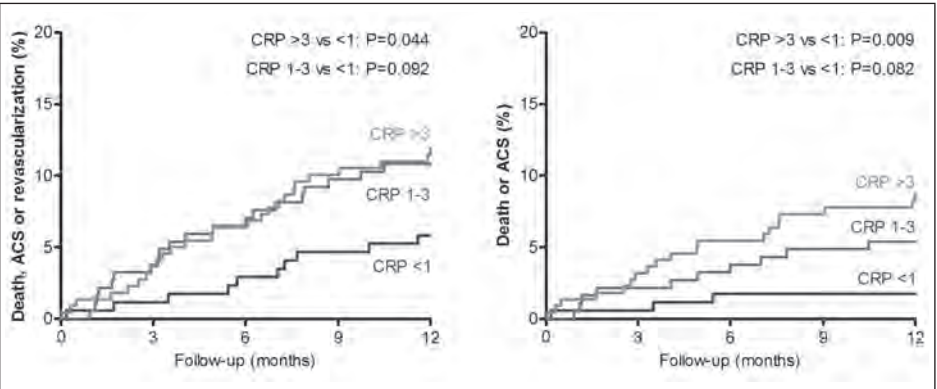 Death, ACS or revascularization (%)
20
15
10
5
0
CRP >3 vs <1: P=0.044
CRP 1-3 vs <1: P=0.092
CRP >3
CRP 1-3
CRP <1
0 3 6 9 12
Follow-up (months)
Death or ACS (%)
20
15
10
5
0
CRP >3 vs <1: P=0.009
CRP 1-3 vs <1: P=0.082
CRP >3
CRP 1-3
CRP <1
0 3 6 9 12
Follow-up (months)